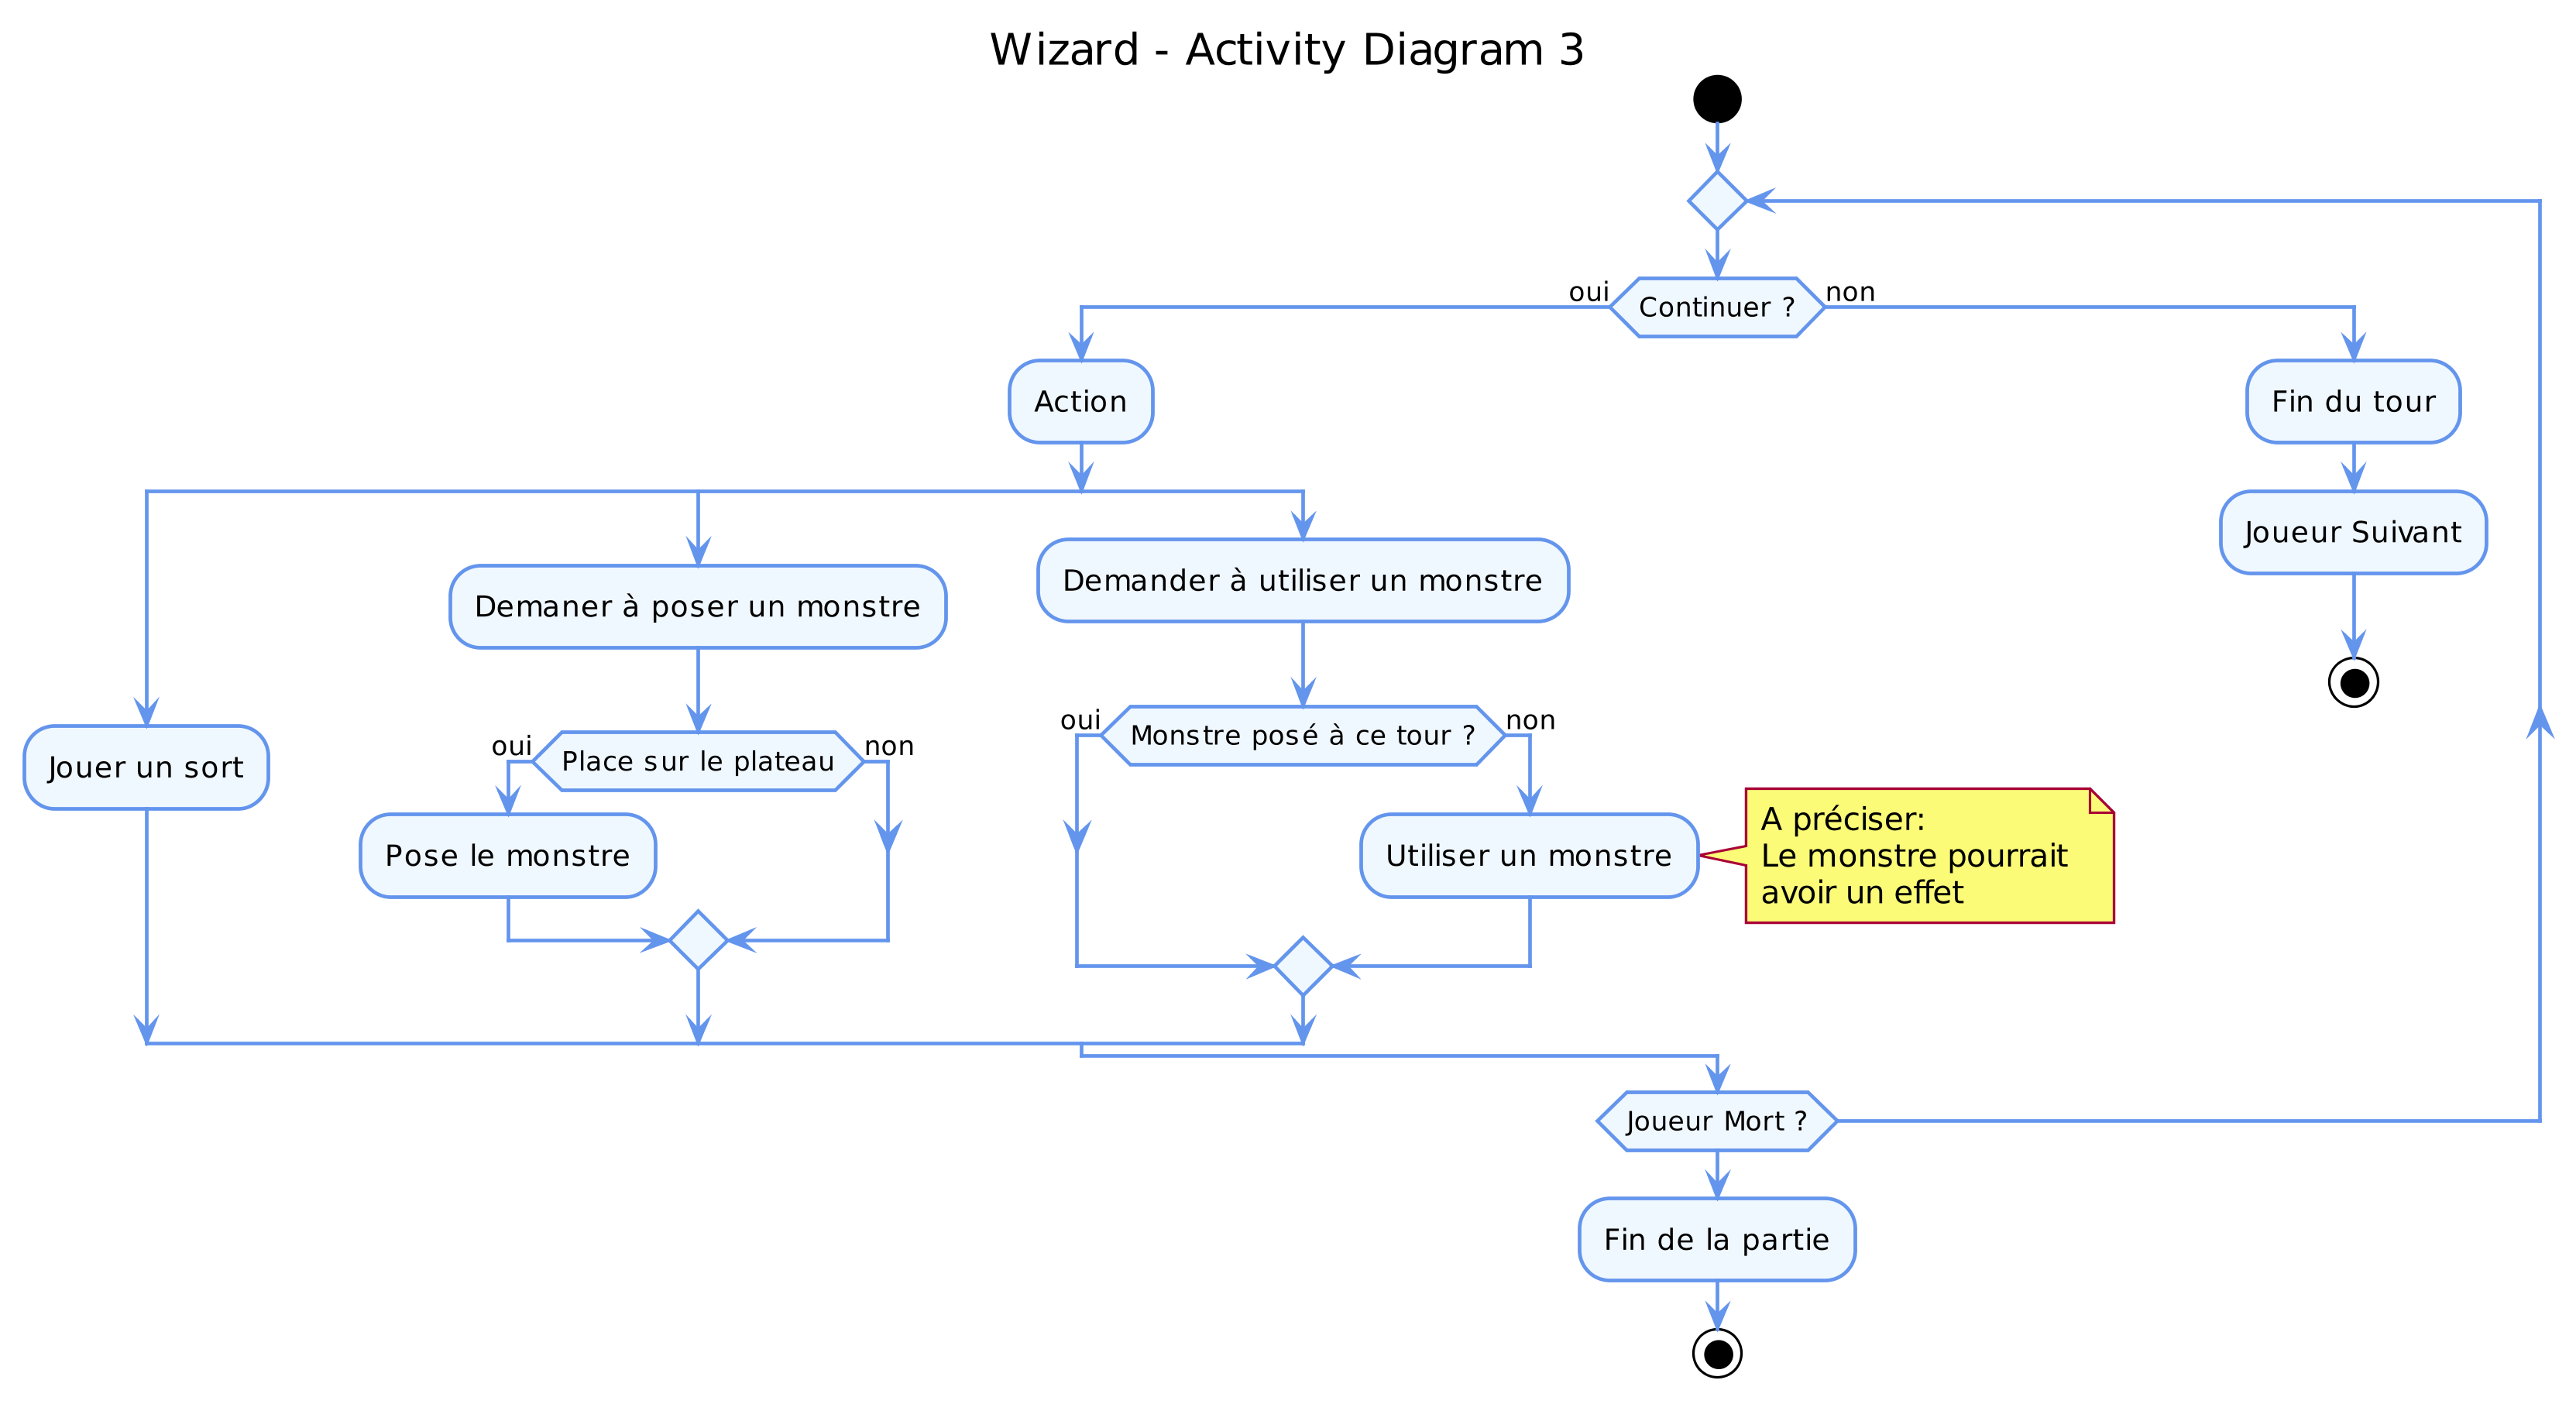 Wizard - Activity Diagram 3
oui
Continuer ?
non
Action
Fin du tour
Joueur Suivant
Demander à utiliser un monstre
Demaner à poser un monstre
oui
Monstre posé à ce tour ?
non
oui
Place sur le plateau
non
Jouer un sort
Pose le monstre
Utiliser un monstre
A préciser:
Le monstre pourrait
avoir un effet
Joueur Mort ?
Fin de la partie